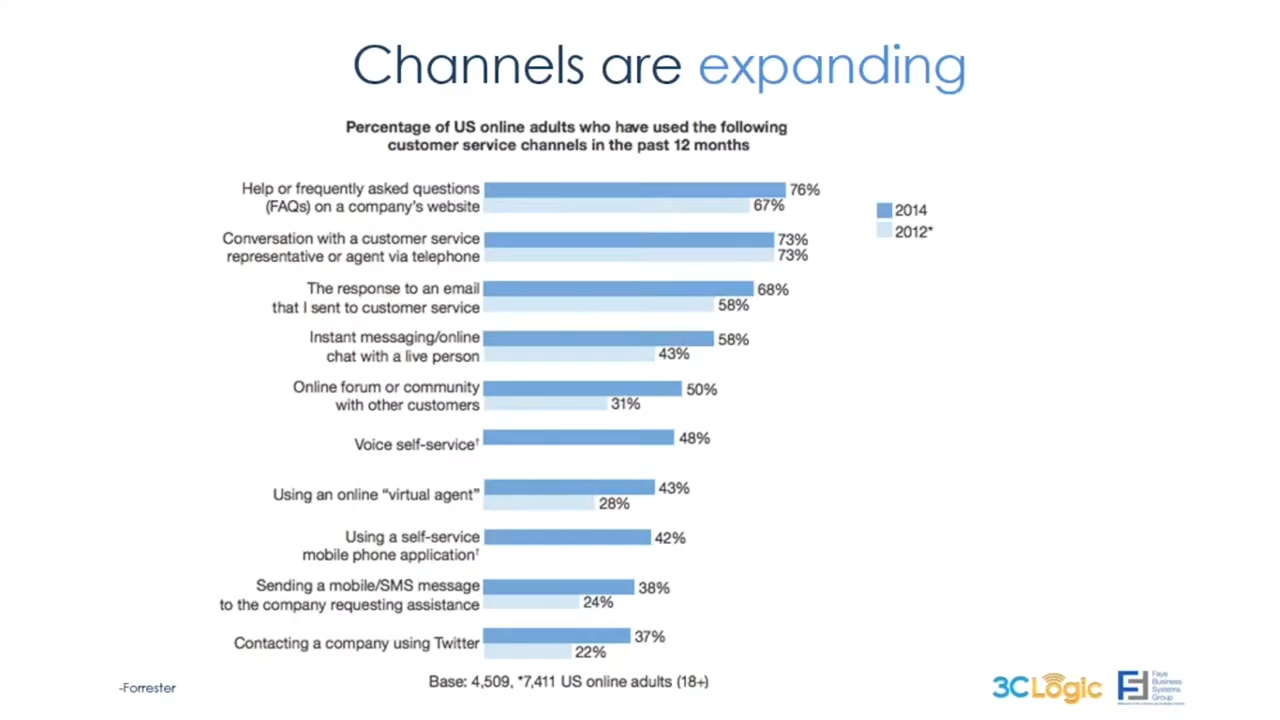 Channels are expanding
Percentage of US online adults who have used the following
customer service channels in the past 12 months
Help or frequently asked questions
(FAQs) on a company's website
76%
67%
2014
2012*
Conversation with a customer service
representative or agent via telephone
73%
73%
The response to an email
that I sent to customer service
68%
58%
Instant messaging/online
chat with a live person
58%
43%
Online forum or community
with other customers
50%
31%
Voice self-service†
48%
Using an online “virtual agent”
43%
28%
Using a self-service
mobile phone application†
42%
Sending a mobile/SMS message
to the company requesting assistance
38%
24%
Contacting a company using Twitter
37%
22%
Base: 4,509, *7,411 US online adults (18+)
-Forrester
3CLogic
Faye
Business
Systems
Group